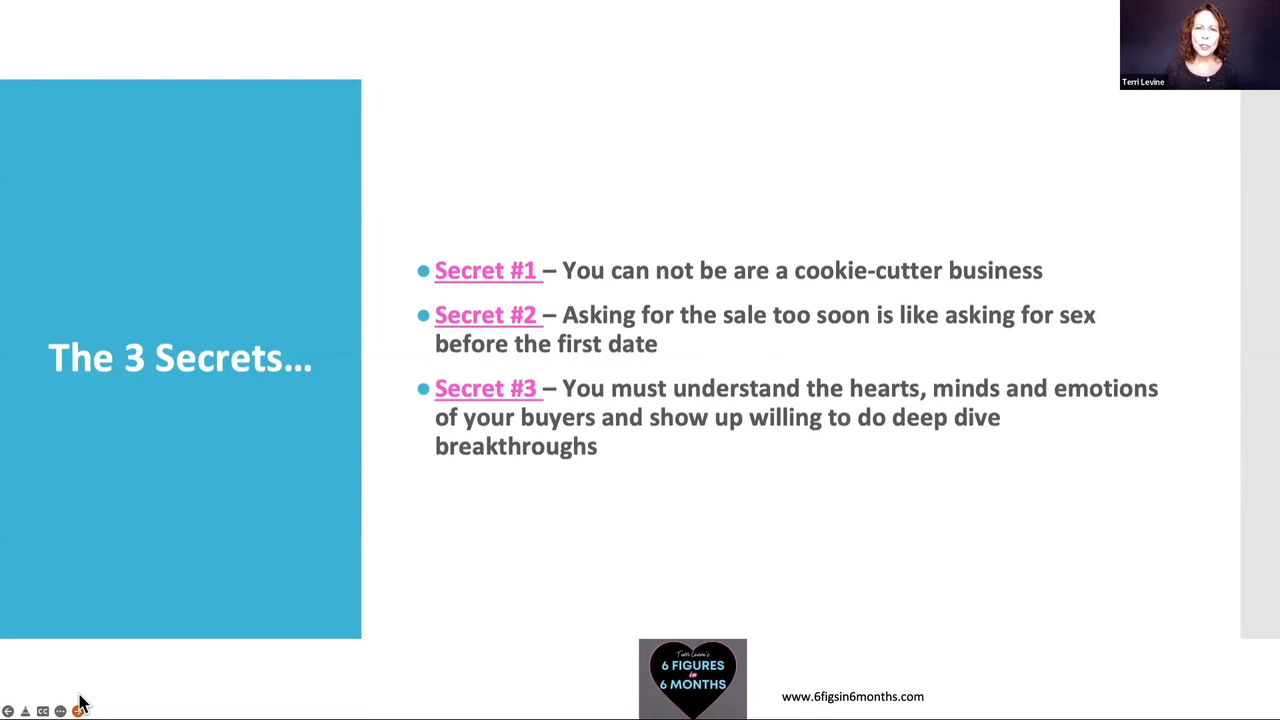 Terri Levine
The 3 Secrets...
● Secret #1 – You can not be are a cookie-cutter business
● Secret #2 – Asking for the sale too soon is like asking for sex
before the first date
● Secret #3 – You must understand the hearts, minds and emotions
of your buyers and show up willing to do deep dive
breakthroughs
Terri Levine's
6 FIGURES
in
6 MONTHS
www.6figsin6months.com
CC